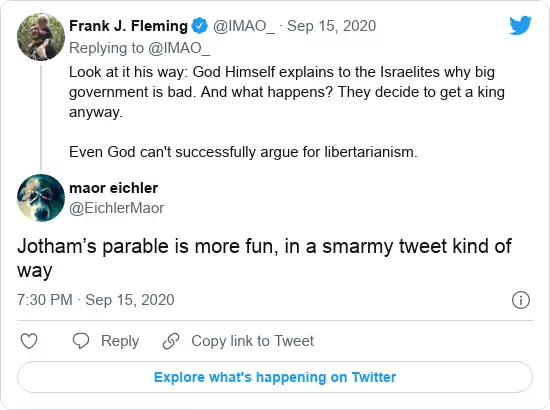 Frank J. Fleming @IMAO_ · Sep 15, 2020
Replying to @IMAO_
Look at it his way: God Himself explains to the Israelites why big
government is bad. And what happens? They decide to get a king
anyway.
Even God can't successfully argue for libertarianism.
maor eichler
@EichlerMaor
Jotham's parable is more fun, in a smarmy tweet kind of
way
7:30 PM · Sep 15, 2020
Reply
Copy link to Tweet
Explore what's happening on Twitter